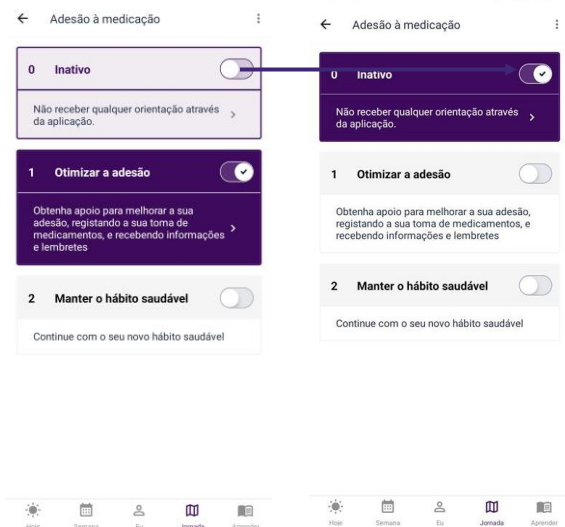 Adesão à medicação
0 Inativo
Não receber qualquer orientação através
da aplicação.
1 Otimizar a adesão
Obtenha apoio para melhorar a sua
adesão, registando a sua toma de
medicamentos, e recebendo informações
e lembretes
2 Manter o hábito saudável
Continue com o seu novo hábito saudável
Hoje Semana Eu Jornada Aprender
Adesão à medicação
0 Inativo
Não receber qualquer orientação através
da aplicação.
1 Otimizar a adesão
Obtenha apoio para melhorar a sua adesão,
registando a sua toma de medicamentos, e
recebendo informações e lembretes
2 Manter o hábito saudável
Continue com o seu novo hábito saudável
Hoje Semana Eu Jornada Aprender